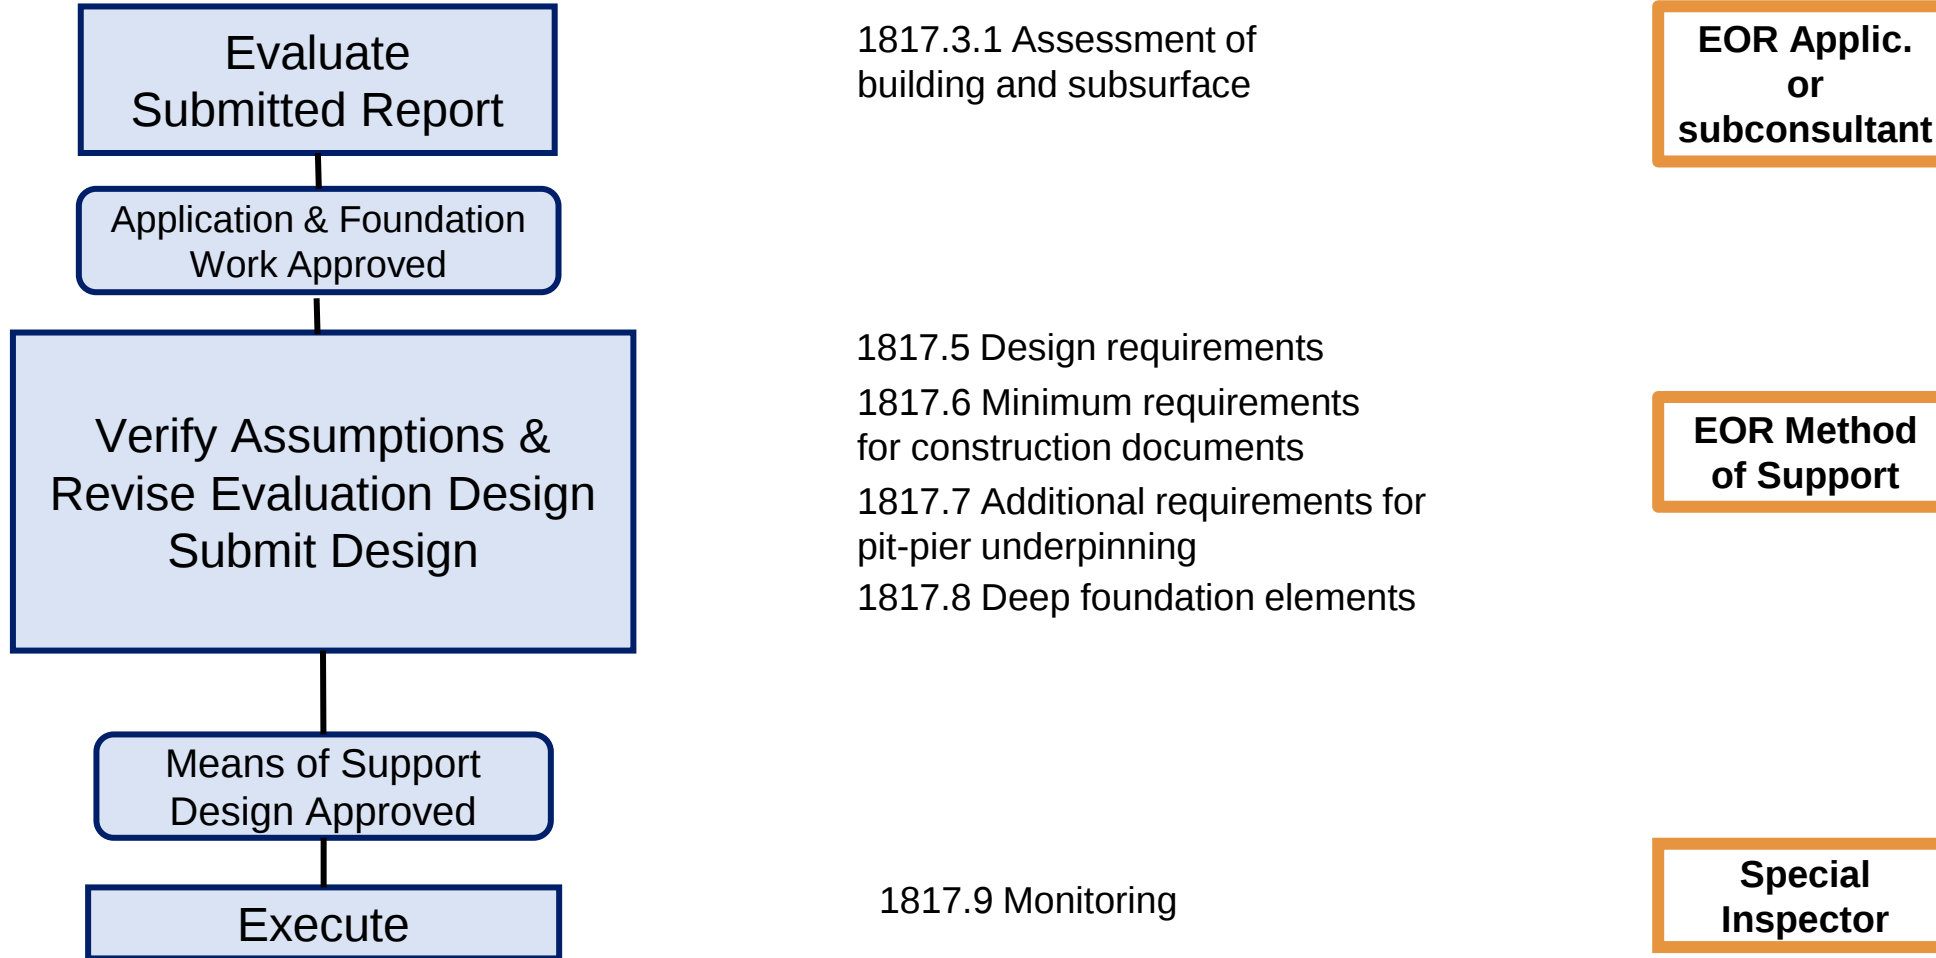 Evaluate
Submitted Report
1817.3.1 Assessment of
building and subsurface
EOR Applic.
or
subconsultant
Application & Foundation
Work Approved
Verify Assumptions &
Revise Evaluation Design
Submit Design
1817.5 Design requirements
1817.6 Minimum requirements
for construction documents
1817.7 Additional requirements for
pit-pier underpinning
1817.8 Deep foundation elements
EOR Method
of Support
Means of Support
Design Approved
Execute
1817.9 Monitoring
Special
Inspector